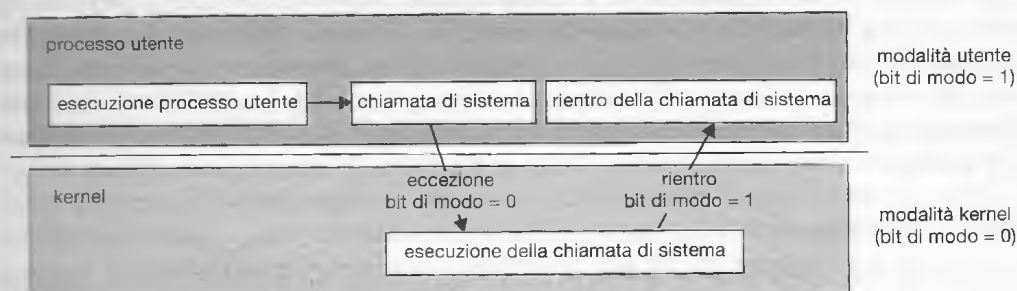 processo utente
esecuzione processo utente
chiamata di sistema
rientro della chiamata di sistema
modalità utente
(bit di modo = 1)
eccezione
bit di modo = 0
rientro
bit di modo = 1
kernel
esecuzione della chiamata di sistema
modalità kernel
(bit di modo = 0)